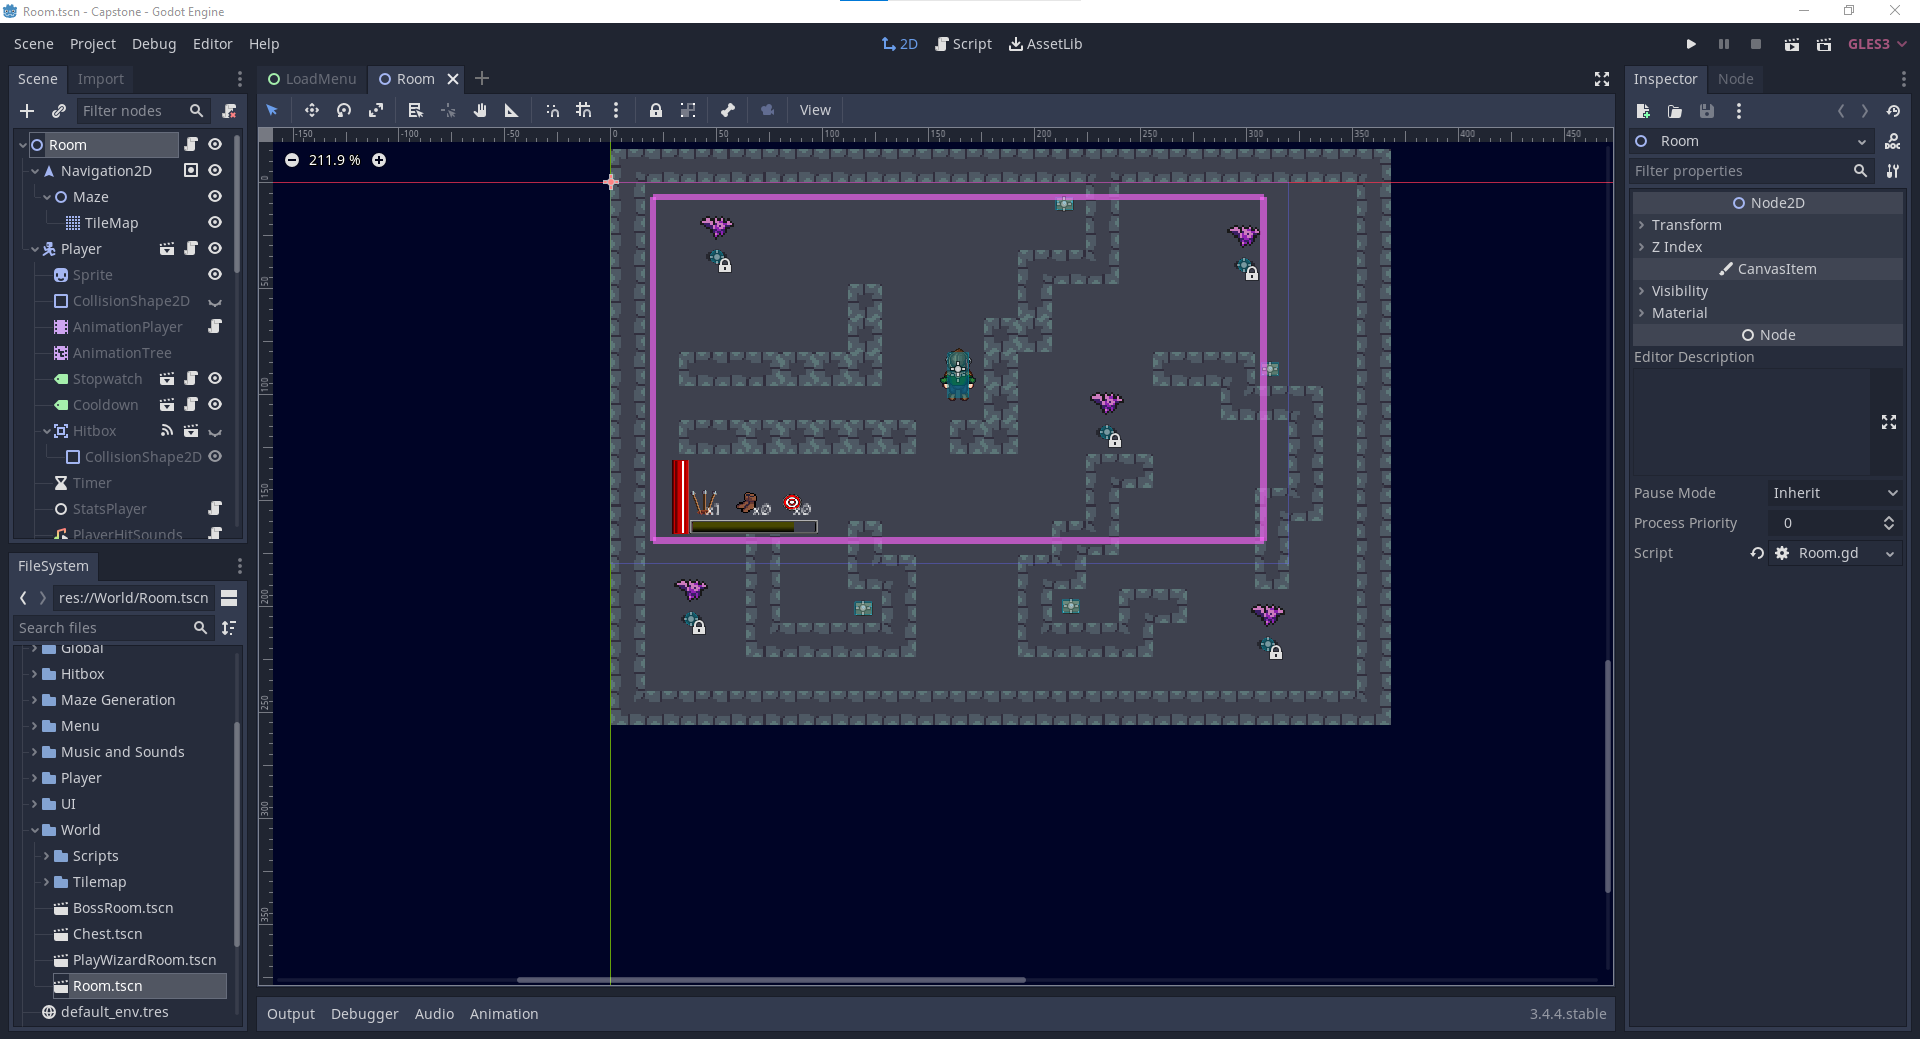 Room.tscn - Capstone - Godot Engine
Scene Project Debug Editor Help
2D Script AssetLib
GLES3
Scene Import
LoadMenu Room
Inspector Node
Filter nodes
View
-150 -100 -50 0 50 100 150 200 250 300 350 400 450
211.9 %
Room
Navigation2D
Maze
TileMap
Player
Sprite
CollisionShape2D
AnimationPlayer
AnimationTree
Stopwatch
Cooldown
Hitbox
CollisionShape2D
Timer
StatsPlayer
PlayerHitSounds
0
50
100
150
200
250
300
350
x1 x0 x0
FileSystem
res://World/Room.tscn
Search files
Global
Hitbox
Maze Generation
Menu
Music and Sounds
Player
UI
World
Scripts
Tilemap
BossRoom.tscn
Chest.tscn
PlayWizardRoom.tscn
Room.tscn
default_env.tres
Output Debugger Audio Animation
3.4.4.stable
Room
Filter properties
Node2D
Transform
Z Index
CanvasItem
Visibility
Material
Node
Editor Description
Pause Mode Inherit
Process Priority 0
Script Room.gd